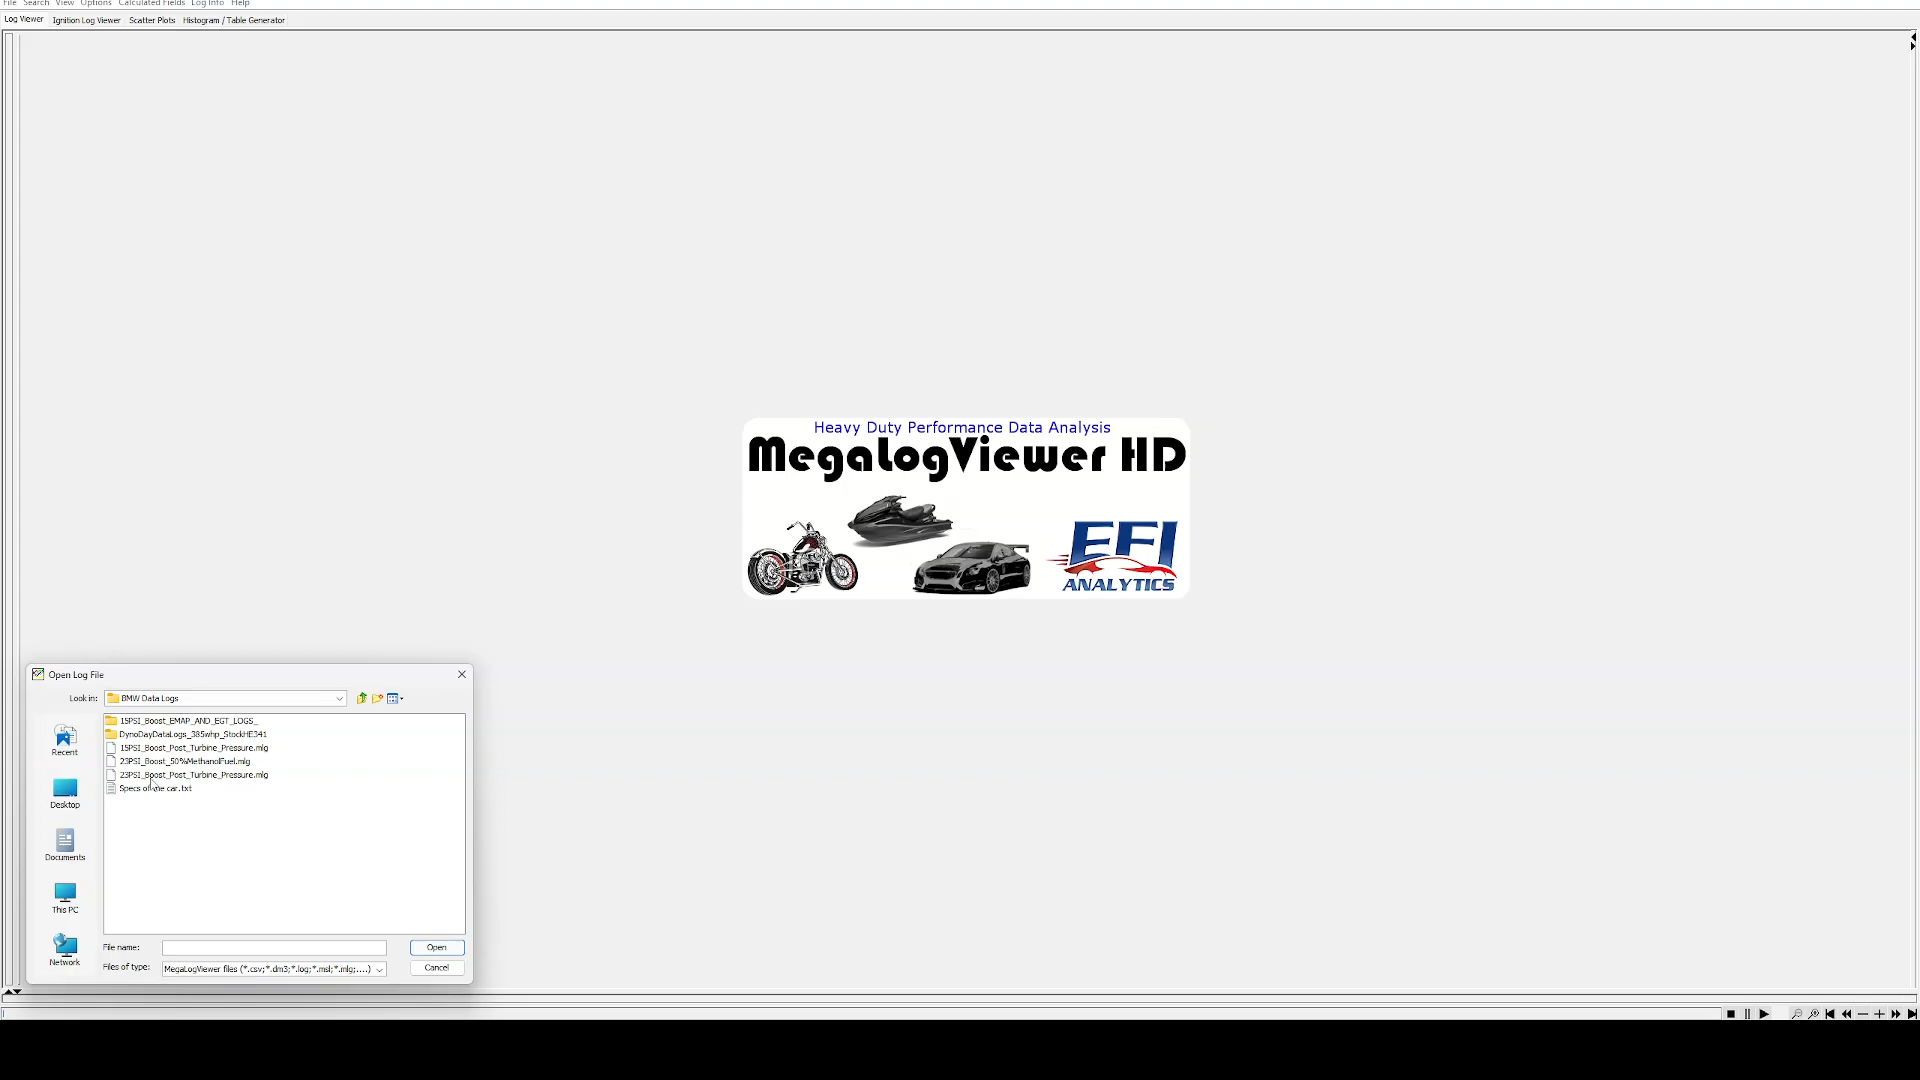 File Search View Options Calculated Fields Log Info Help
Log Viewer Ignition Log Viewer Scatter Plots Histogram / Table Generator
Heavy Duty Performance Data Analysis
MegaLogViewer HD
EFI
ANALYTICS
Open Log File
Look in: BMW Data Logs
15PSI_Boost_EMAP_AND_EGT_LOGS_
DynoDayDataLogs_385whp_StockHE341
15PSI_Boost_Post_Turbine_Pressure.mlg
23PSI_Boost_50%MethanolFuel.mlg
23PSI_Boost_Post_Turbine_Pressure.mlg
Specs of the car.txt
Recent
Desktop
Documents
This PC
Network
File name: Open
Files of type: MegaLogViewer files (*.csv;*.dm3;*.log;*.msl;*.mlg;....) Cancel